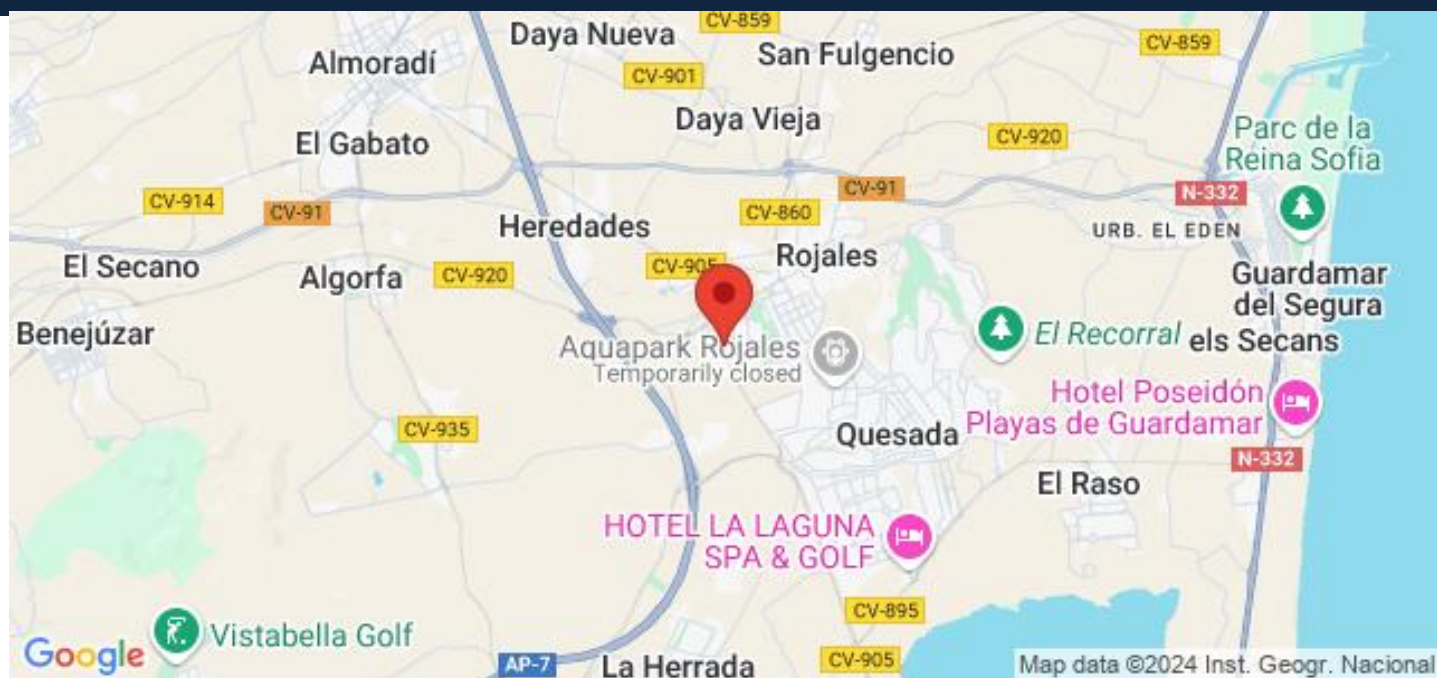 CV-859
Daya Nueva
San Fulgencio
CV-859
Almoradí
CV-901
Daya Vieja
Parc de la
Reina Sofia
El Gabato
CV-920
CV-914
CV-91
CV-91
N-332
CV-860
Heredades
Rojales
URB. EL EDEN
El Secano
Algorfa
CV-920
CV-905
Guardamar
del Segura
Benejúzar
El Recorral
els Secans
Aquapark Rojales
Temporarily closed
Hotel Poseidón
Playas de Guardamar
CV-935
Quesada
N-332
El Raso
HOTEL LA LAGUNA
SPA & GOLF
CV-895
Vistabella Golf
Google
AP-7
La Herrada
CV-905
Map data ©2024 Inst. Geogr. Nacional